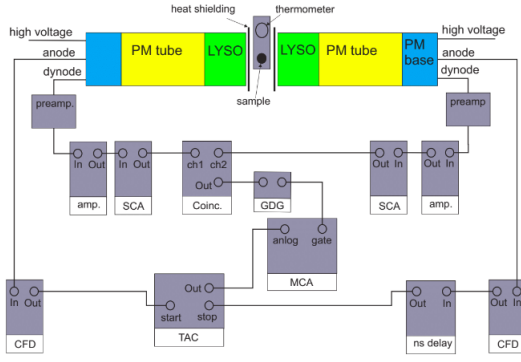 heat shielding
thermometer
high voltage
anode
dynode
PM tube
LYSO
LYSO
PM tube
PM
base
high voltage
anode
dynode
sample
preamp.
preamp
In Out
In Out
ch1 ch2
Out In
Out In
Out
amp.
SCA
Coinc.
GDG
SCA
amp.
anlog gate
MCA
In Out
Out
start stop
Out In
Out In
CFD
TAC
ns delay
CFD